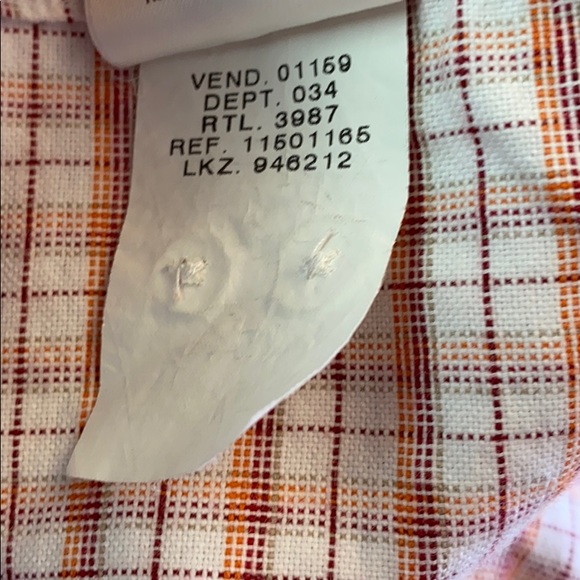 VEND. 01159
DEPT. 034
RTL. 3987
REF. 11501165
LKZ. 946212